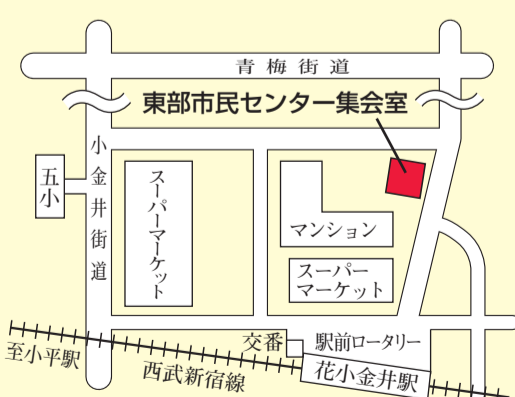 青梅街道
東部市民センター集会室
小金井街道
五小
スーパーマーケット
マンション
スーパー
マーケット
交番
駅前ロータリー
至小平駅
西武新宿線
花小金井駅